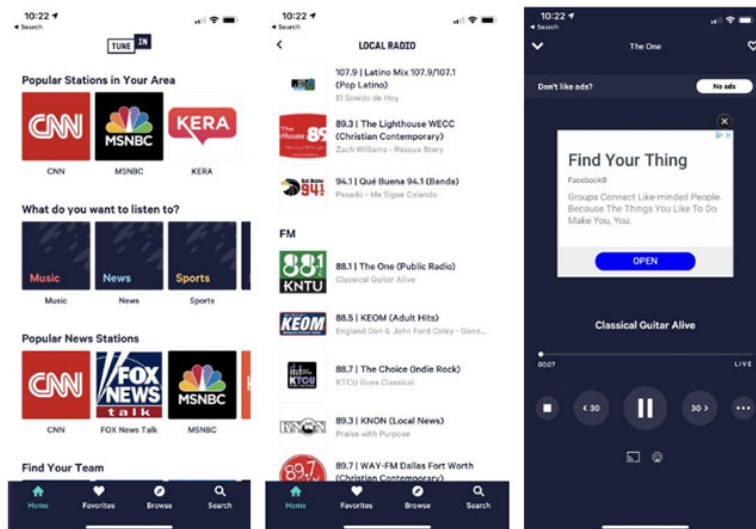 10:22
Search
TUNE IN
Popular Stations in Your Area
CNN
MSNBC
KERA
CNN
MSNBC
KERA
What do you want to listen to?
Music
News
Sports
Music
News
Sports
Popular News Stations
CNN
FOX
NEWS
talk
MSNBC
CNN
FOX News Talk
MSNBC
Find Your Team
Home
Favorites
Browse
Search
10:22
Search
LOCAL RADIO
107.9 | Latino Mix 107.9/107.1
(Pop Latino)
El Sonido de Hoy
89.3 | The Lighthouse WECC
(Christian Contemporary)
Zach Williams - Rescue Story
94.1 | Qué Buena 94.1 (Banda)
Pesado - Me Sigue Calando
FM
88.1
KNTU
88.1 | The One (Public Radio)
Classical Guitar Alive
KEOM
88.5 | KEOM (Adult Hits)
England Dan & John Ford Coley - Gone...
KTCU
88.7 | The Choice (Indie Rock)
KTCU Goes Classical
KNON
89.3 | KNON (Local News)
Praise with Purpose
89.7
89.7 | WAY-FM Dallas Fort Worth
(Christian Contemporary)
Home
Favorites
Browse
Search
10:22
Search
The One
Don't like ads?
No ads
Find Your Thing
Facebook®
Groups Connect Like-minded People.
Because The Things You Like To Do
Make You, You.
OPEN
Classical Guitar Alive
00:07
LIVE
30
30